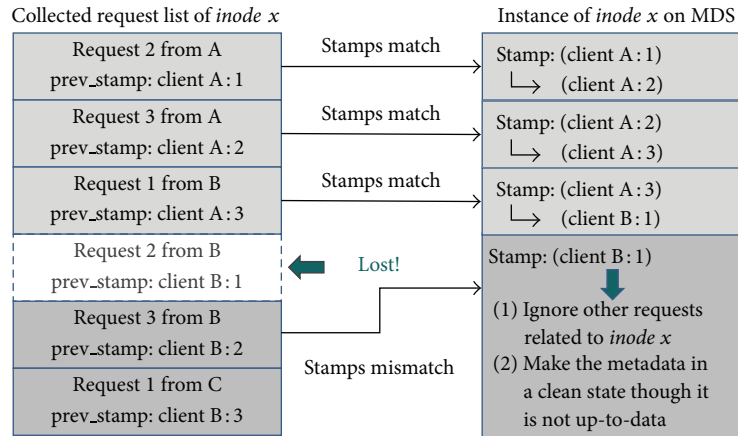 Collected request list of inode x
Instance of inode x on MDS
Request 2 from A
prev_stamp: client A:1
Stamps match
Stamp: (client A:1)
(client A:2)
Request 3 from A
prev_stamp: client A:2
Stamps match
Stamp: (client A:2)
(client A:3)
Request 1 from B
prev_stamp: client A:3
Stamps match
Stamp: (client A:3)
(client B:1)
Request 2 from B
prev_stamp: client B:1
Lost!
Stamp: (client B:1)
Request 3 from B
prev_stamp: client B:2
Stamps mismatch
Request 1 from C
prev_stamp: client B:3
(1) Ignore other requests
related to inode x
(2) Make the metadata in
a clean state though it
is not up-to-data